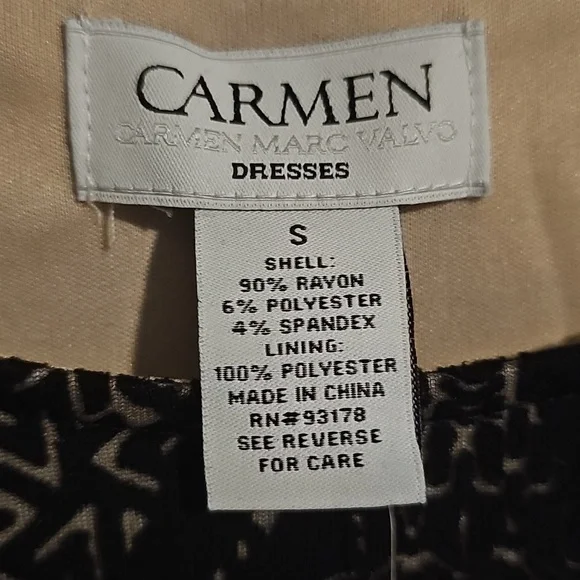 CARMEN
CARMEN MARC VALVO
DRESSES
S
SHELL:
90% RAYON
6% POLYESTER
4% SPANDEX
LINING:
100% POLYESTER
MADE IN CHINA
RN#93178
SEE REVERSE
FOR CARE